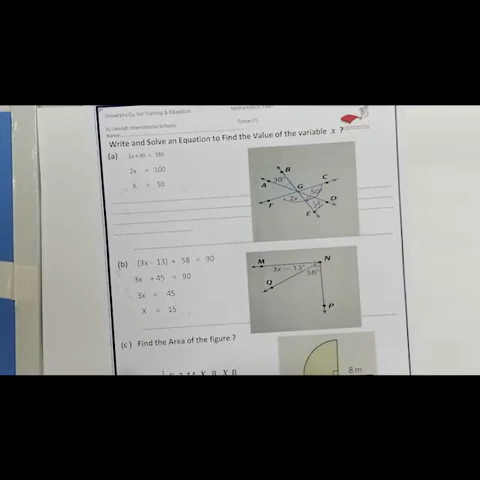 University Co. For Training & Education
Al-Jawdah International Schools
Grade (7)
Name
Write and Solve an Equation to Find the Value of the variable x ?
(a)
2x + 80 = 180
2x = 100
x = 50
A
B
30°
C
G
50
F
2x
D
E
(b) (3x - 13) + 58 = 90
3x + 45 = 90
3x = 45
X = 15
M
N
3x - 13°
58°
Q
P
(c) Find the Area of the figure ?
8 m